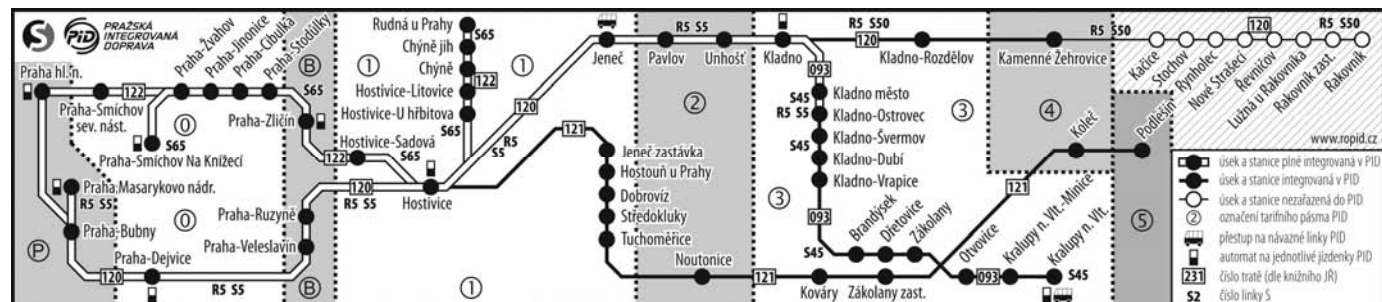 S PID PRAŽSKÁ
INTEGROVANÁ
DOPRAVA
Praha hl. n.
122
Praha-Smíchov
sev. nást.
Praha-Žvahov
Praha-Jinonice
Praha-Cibulka
Praha-Stodůlky
S65
0
S65
Praha-Smíchov Na Knížecí
Praha-Zličín
B
122
Hostivice-Sadová
S65
Praha Masarykovo nádr.
R5 S5
0
Praha-Bubny
P
Praha-Dejvice
120
R5 S5
Praha-Ruzyně
Praha-Veleslavín
B
120
R5 S5
Hostivice
1
Rudná u Prahy
S65
Chýně jih
Chýně
122
Hostivice-Litovice
Hostivice-U hřbitova
S65
1
120
R5
S5
121
Jeneč
Jeneč zastávka
Hostouň u Prahy
Dobrovíz
Středokluky
Tuchoměřice
1
Pavlov
R5 S5
Unhošť
2
Noutonice
121
Kladno
R5 S50
120
Kladno-Rozdělov
Kamenné Žehrovice
R5 S50
093
S45
R5 S5
S45
Kladno město
Kladno-Ostrovec
Kladno-Švermov
Kladno-Dubí
Kladno-Vrapice
3
3
4
093
S45
Brandýsek
Dřetovice
Zákolany
Otvovice
093
Kralupy n. Vlt.-Minice
Kralupy n. Vlt.
S45
Kováry
Zákolany zast.
121
Koleč
Podlešín
5
Kačice
Stochov
Rynholec
Nové Strašecí
Řevničov
Lužná u Rakovníka
Rakovník zast.
Rakovník
120
R5 S50
www.ropid.cz
úsek a stanice plně integrovaná v PID
úsek a stanice integrovaná v PID
úsek a stanice nezařazená do PID
2 označení tarifního pásma PID
přestup na návazné linky PID
automat na jednotlivé jízdenky PID
231 číslo tratě (dle knižního JŘ)
S2 číslo linky S